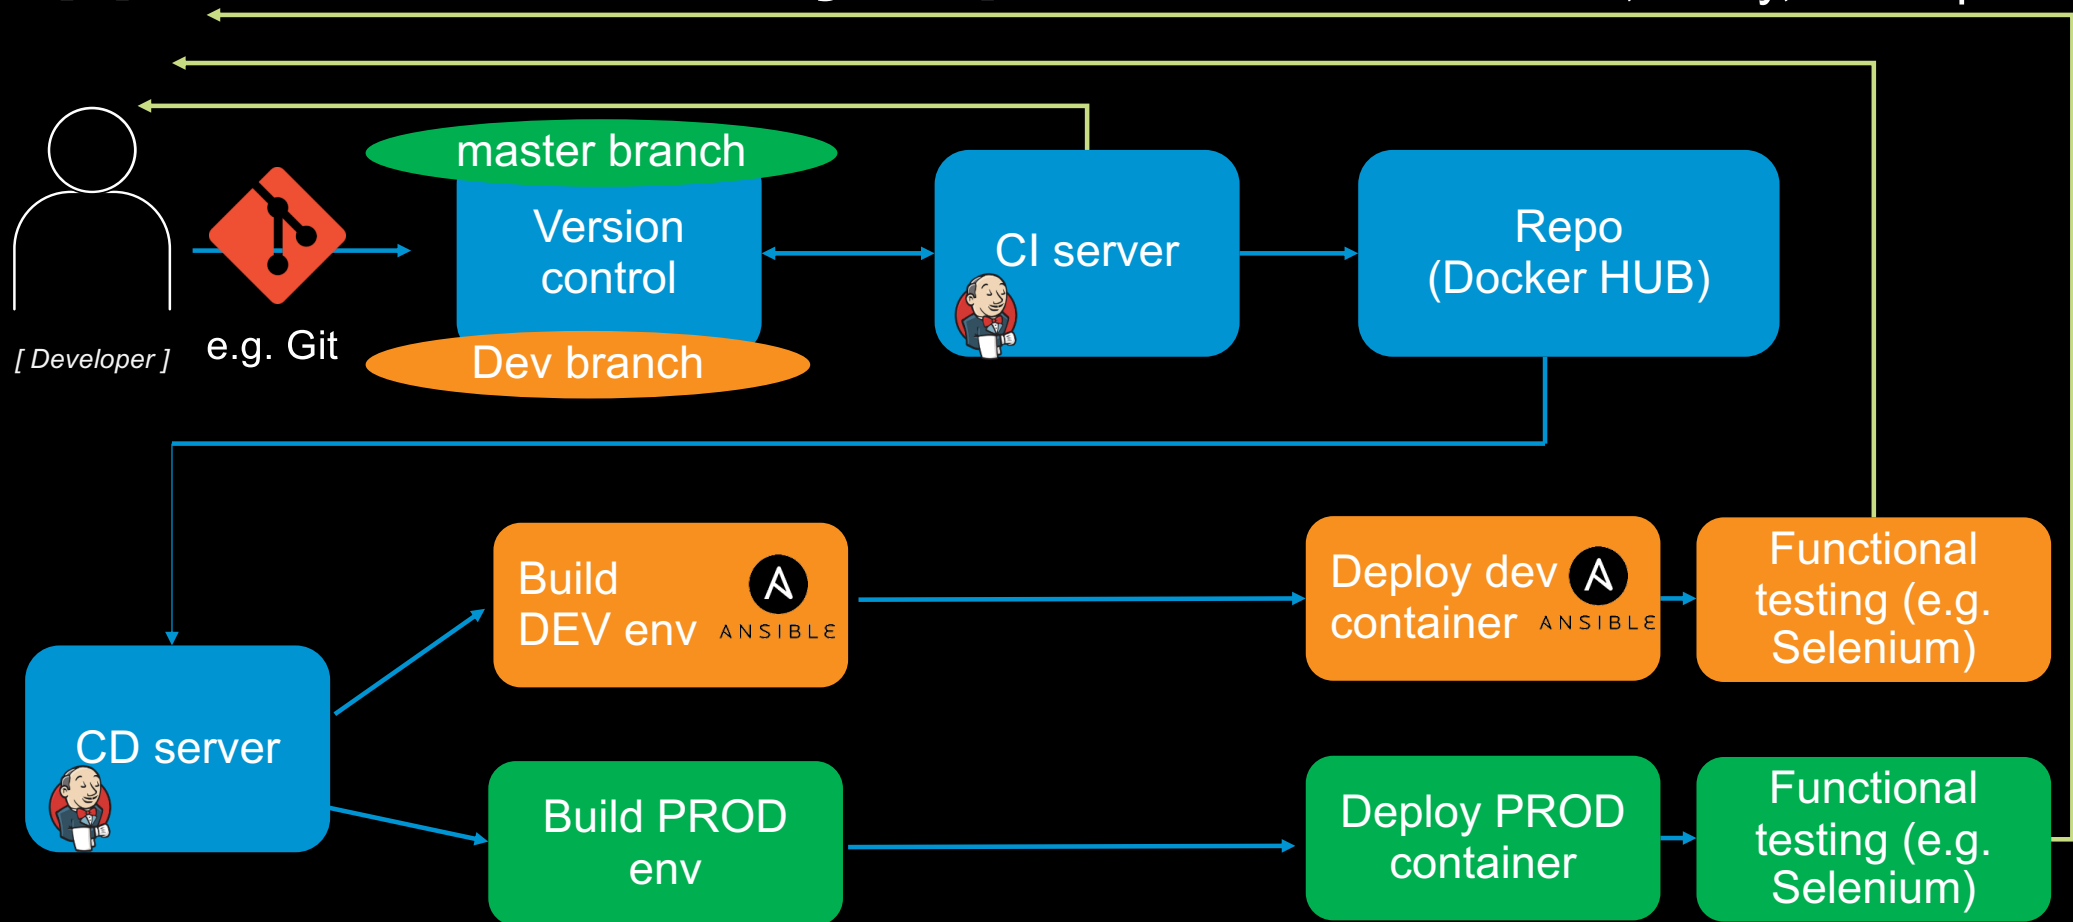 master branch
Version
control
Dev branch
CI server
Repo
(Docker HUB)
[ Developer ]
e.g. Git
Build
DEV env
ANSIBLE
Deploy dev
container
ANSIBLE
Functional
testing (e.g.
Selenium)
CD server
Build PROD
env
Deploy PROD
container
Functional
testing (e.g.
Selenium)